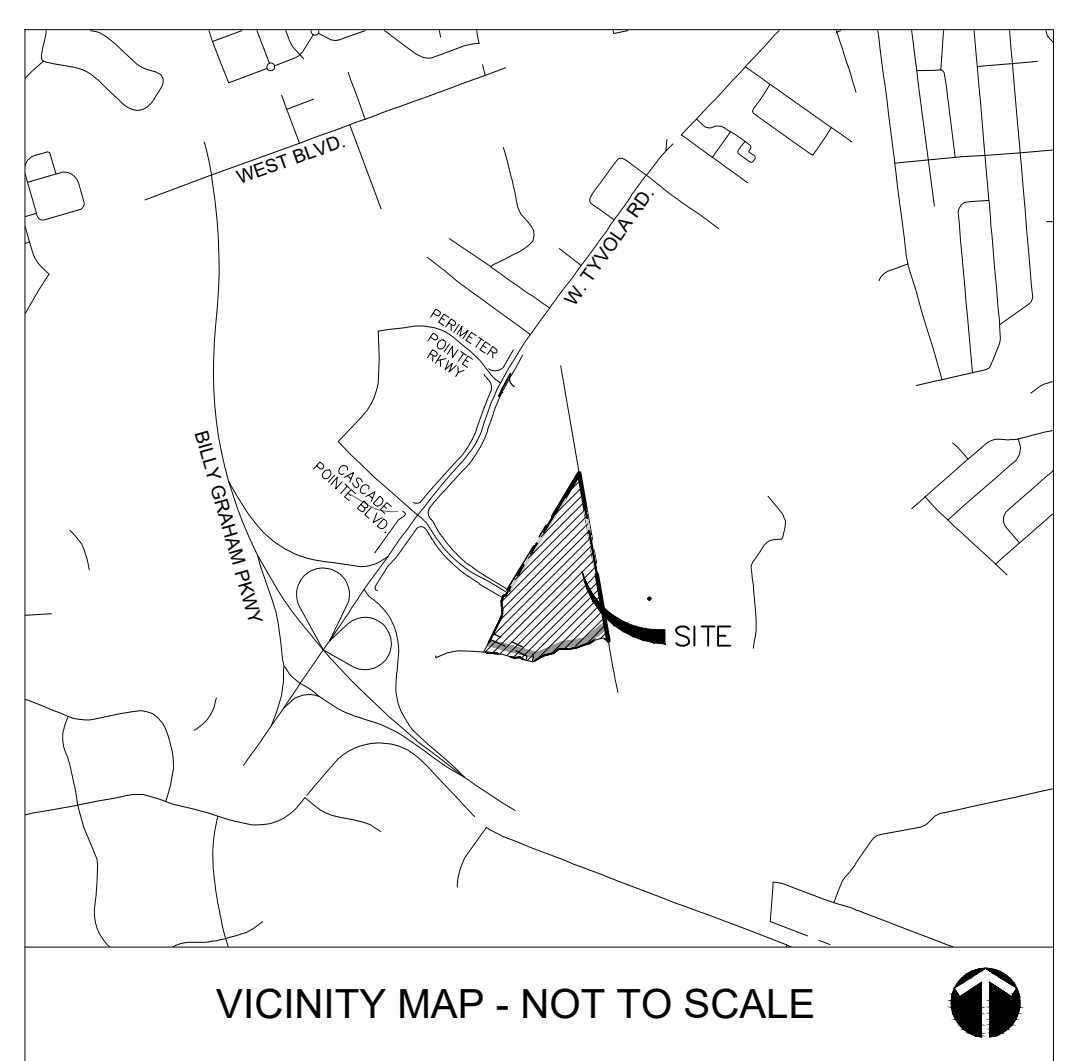 WEST BLVD.
W. TYVOLA RD.
PERIMETER
POINTE
RKWY
CASCADE
POINTE BLVD.
BILLY GRAHAM PKWY
SITE
VICINITY MAP - NOT TO SCALE